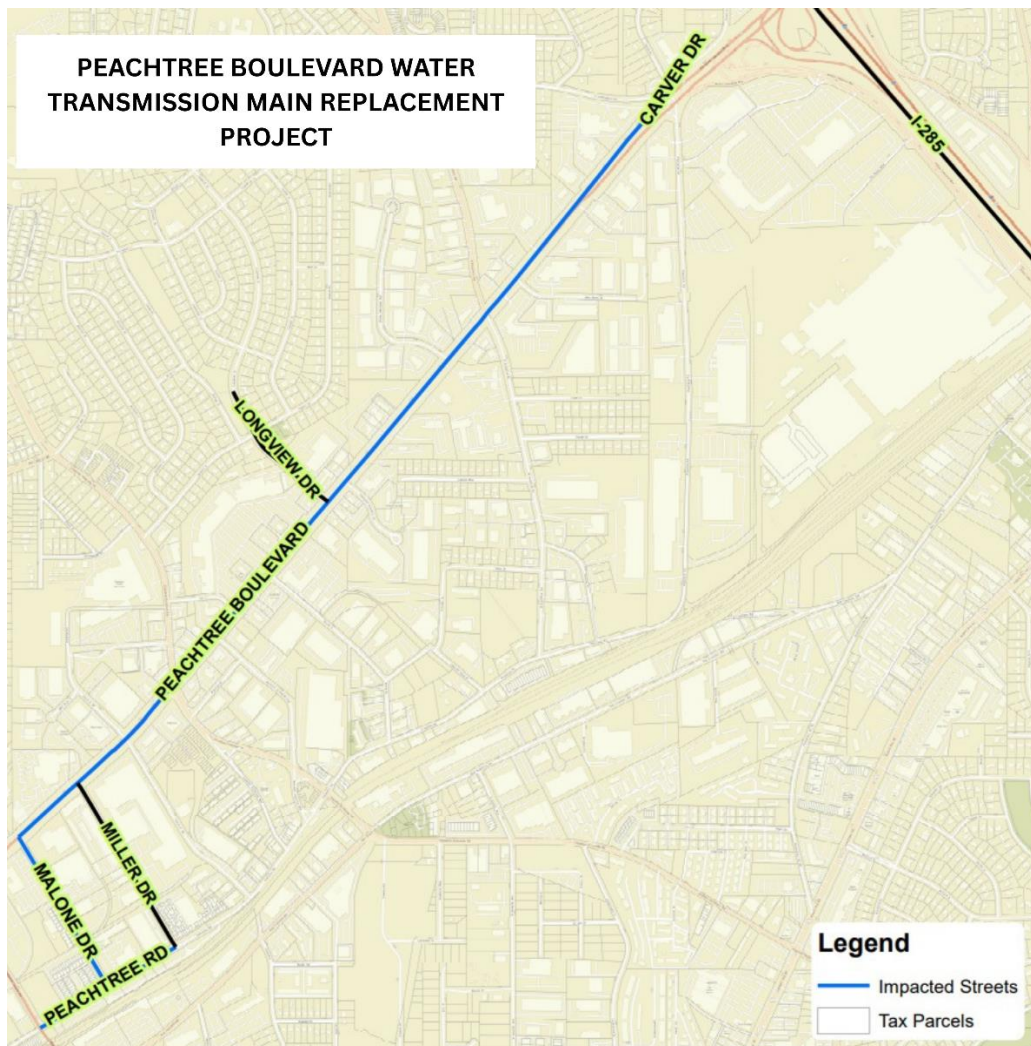 PEACHTREE BOULEVARD WATER
TRANSMISSION MAIN REPLACEMENT
PROJECT
CARVER DR
I-285
LONGVIEW DR
PEACHTREE BOULEVARD
MILLER DR
MALONE DR
PEACHTREE RD
Legend
Impacted Streets
Tax Parcels